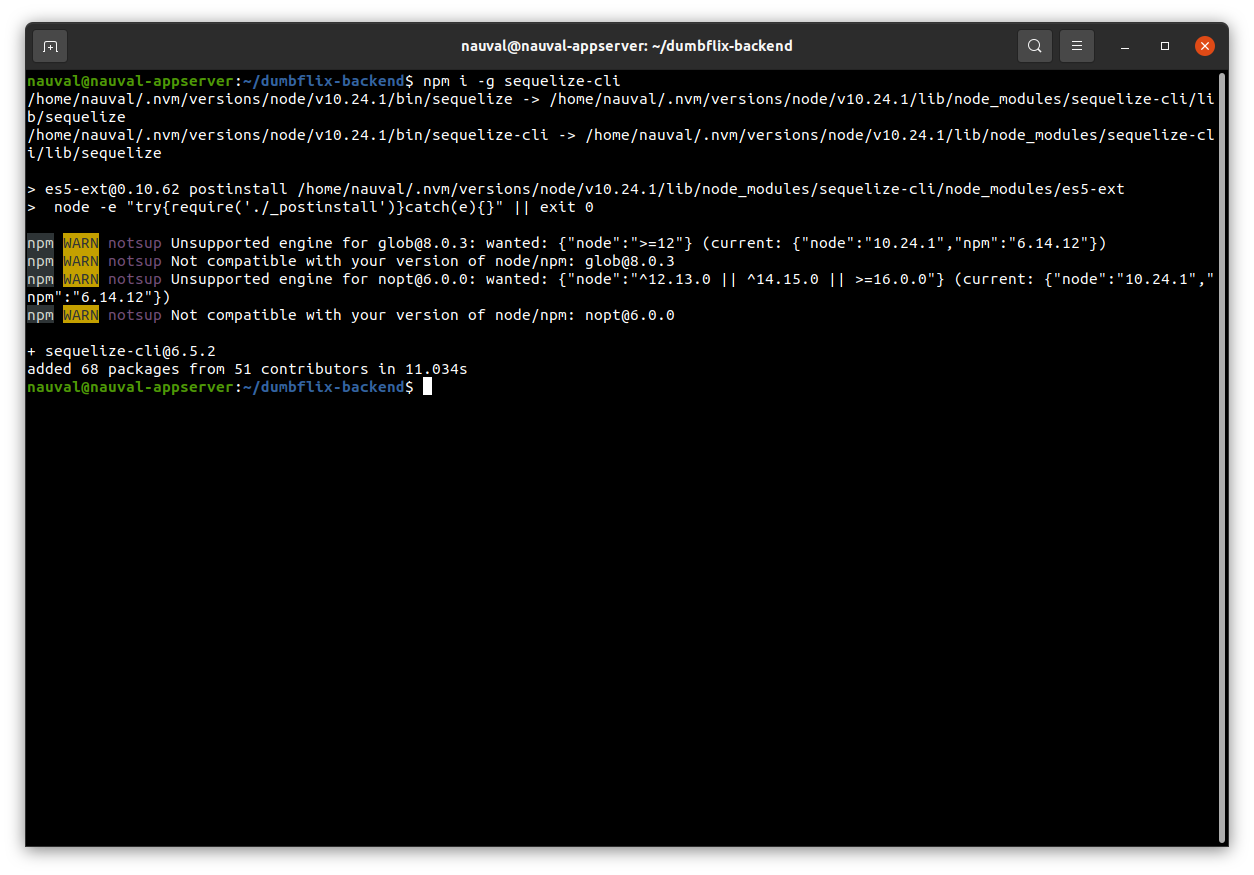 nauval@nauval-appserver: ~/dumbflix-backend
nauval@nauval-appserver:~/dumbflix-backend$ npm i -g sequelize-cli
/home/nauval/.nvm/versions/node/v10.24.1/bin/sequelize -> /home/nauval/.nvm/versions/node/v10.24.1/lib/node_modules/sequelize-cli/li
b/sequelize
/home/nauval/.nvm/versions/node/v10.24.1/bin/sequelize-cli -> /home/nauval/.nvm/versions/node/v10.24.1/lib/node_modules/sequelize-cl
i/lib/sequelize
> es5-ext@0.10.62 postinstall /home/nauval/.nvm/versions/node/v10.24.1/lib/node_modules/sequelize-cli/node_modules/es5-ext
>  node -e "try{require('./_postinstall')}catch(e){}" || exit 0
npm WARN notsup Unsupported engine for glob@8.0.3: wanted: {"node":">=12"} (current: {"node":"10.24.1","npm":"6.14.12"})
npm WARN notsup Not compatible with your version of node/npm: glob@8.0.3
npm WARN notsup Unsupported engine for nopt@6.0.0: wanted: {"node":"^12.13.0 || ^14.15.0 || >=16.0.0"} (current: {"node":"10.24.1","
npm":"6.14.12"})
npm WARN notsup Not compatible with your version of node/npm: nopt@6.0.0
+ sequelize-cli@6.5.2
added 68 packages from 51 contributors in 11.034s
nauval@nauval-appserver:~/dumbflix-backend$